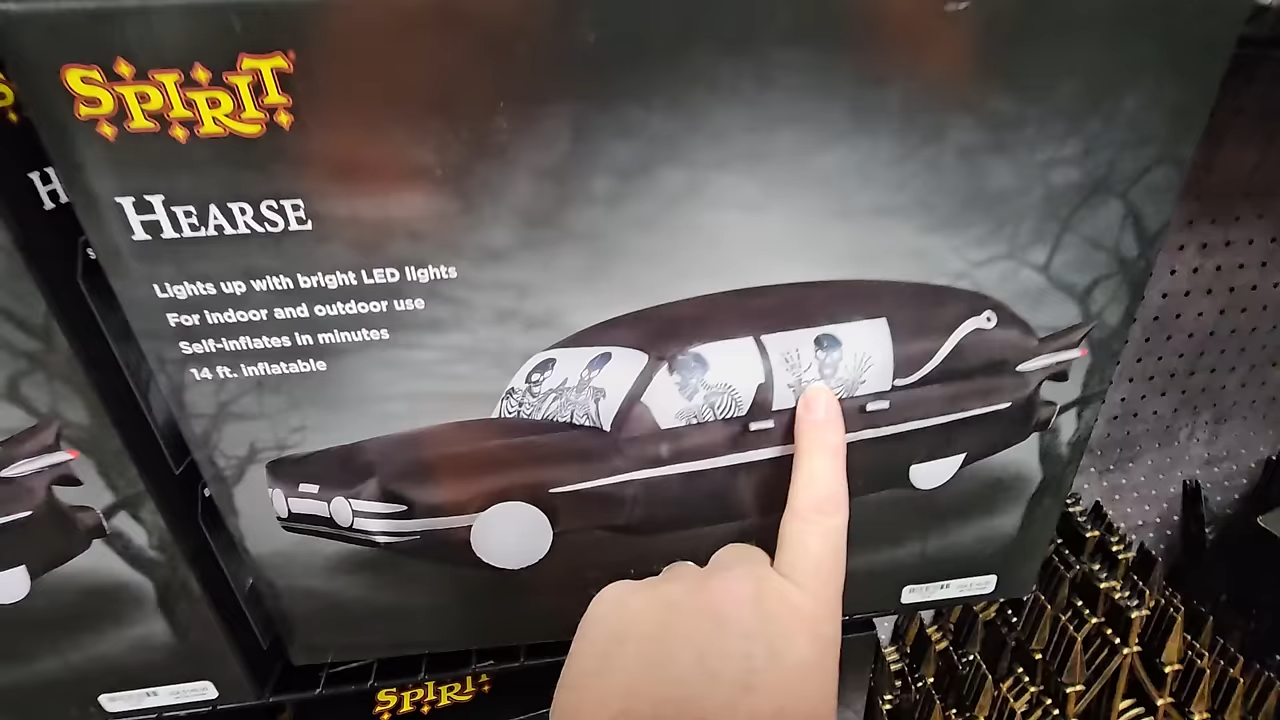 SPIRIT
HEARSE
Lights up with bright LED lights
For indoor and outdoor use
Self-inflates in minutes
14 ft. inflatable
H
S
SPIRIT